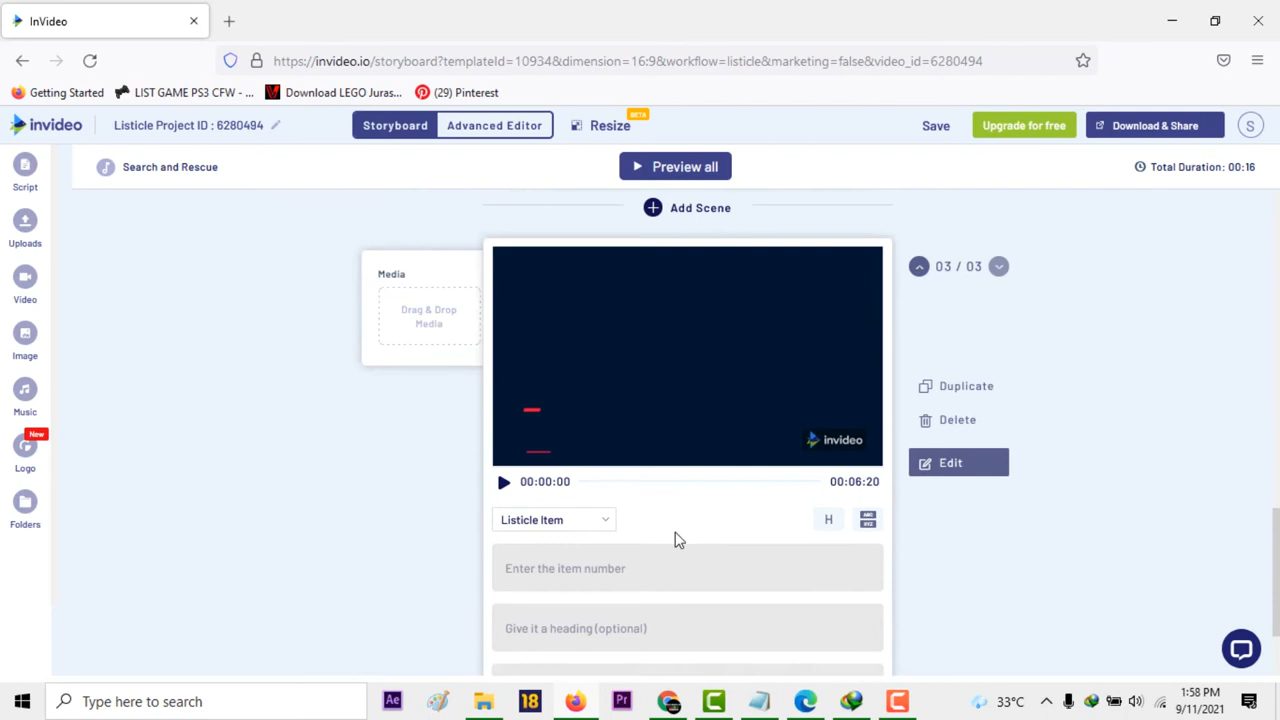 InVideo
https://invideo.io/storyboard?templateId=10934&dimension=16:9&workflow=listicle&marketing=false&video_id=6280494
Getting Started
LIST GAME PS3 CFW - ...
Download LEGO Juras...
(29) Pinterest
invideo
Listicle Project ID : 6280494
Storyboard
Advanced Editor
Resize
BETA
Save
Upgrade for free
Download & Share
S
Script
Search and Rescue
Preview all
Total Duration: 00:16
Uploads
Add Scene
Video
Media
Drag & Drop
Media
03 / 03
Image
Music
Duplicate
Delete
New
Logo
invideo
Edit
00:00:00
00:06:20
Folders
Listicle Item
H
ABC
XYZ
Enter the item number
Give it a heading (optional)
Type here to search
Ae
18
Pr
33°C
1:58 PM
9/11/2021